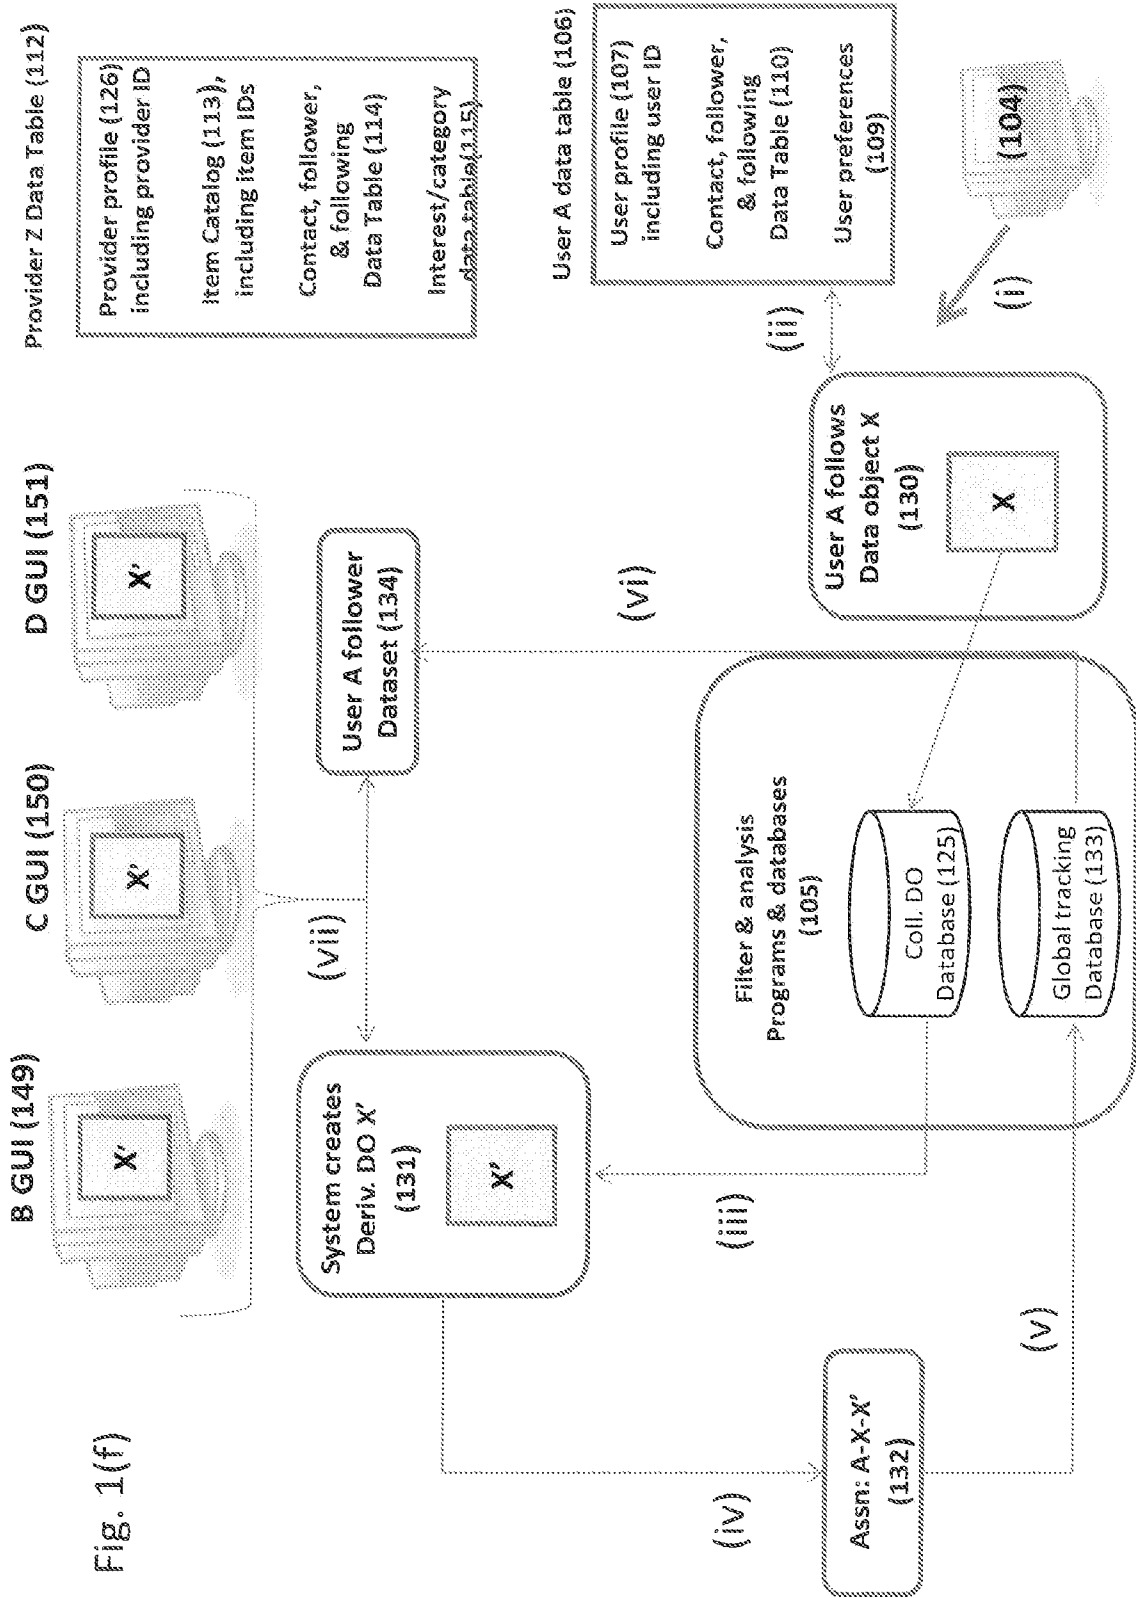 Fig. 1(f)
B GUI (149)
X'
C GUI (150)
X'
D GUI (151)
X'
Provider Z Data Table (112)
Provider profile (126)
including provider ID
Item Catalog (113),
including Item IDs
Contact, follower,
& following
Data Table (114)
Interest/category
data table(115)
System creates
Deriv. DO X'
(131)
X'
(vii)
User A follower
Dataset (134)
User A data table (106)
User profile (107)
including user ID
Contact, follower,
& following
Data Table (110)
User preferences
(109)
(iv)
(iii)
(vi)
(ii)
Filter & analysis
Programs & databases
(105)
Coll. DO
Database (125)
Global tracking
Database (133)
User A follows
Data object X
(130)
X
Assn: A-X-X'
(132)
(v)
(i)
(104)